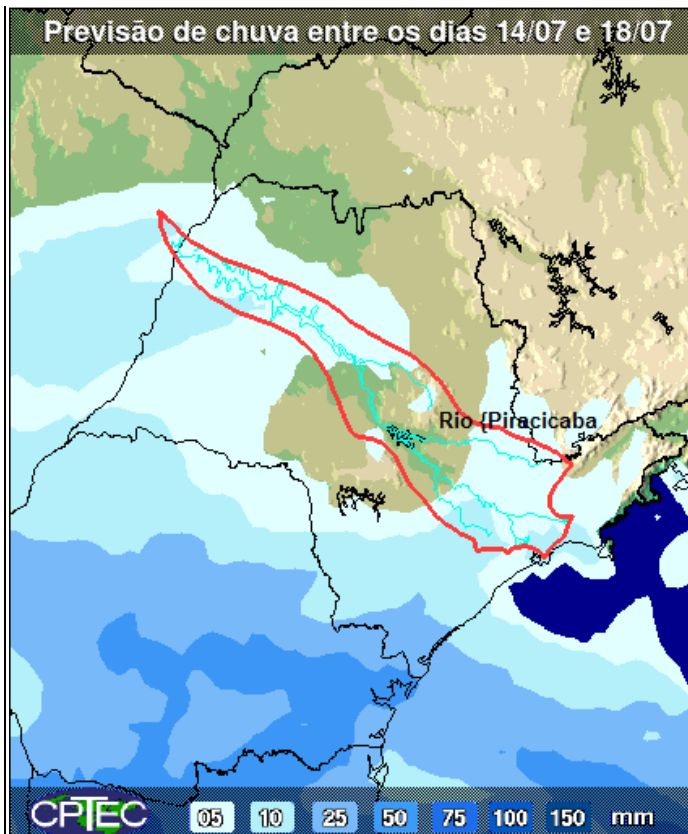 Previsão de chuva entre os dias 14/07 e 18/07
Rio {Piracicaba
CPTEC 05 10 25 50 75 100 150 mm